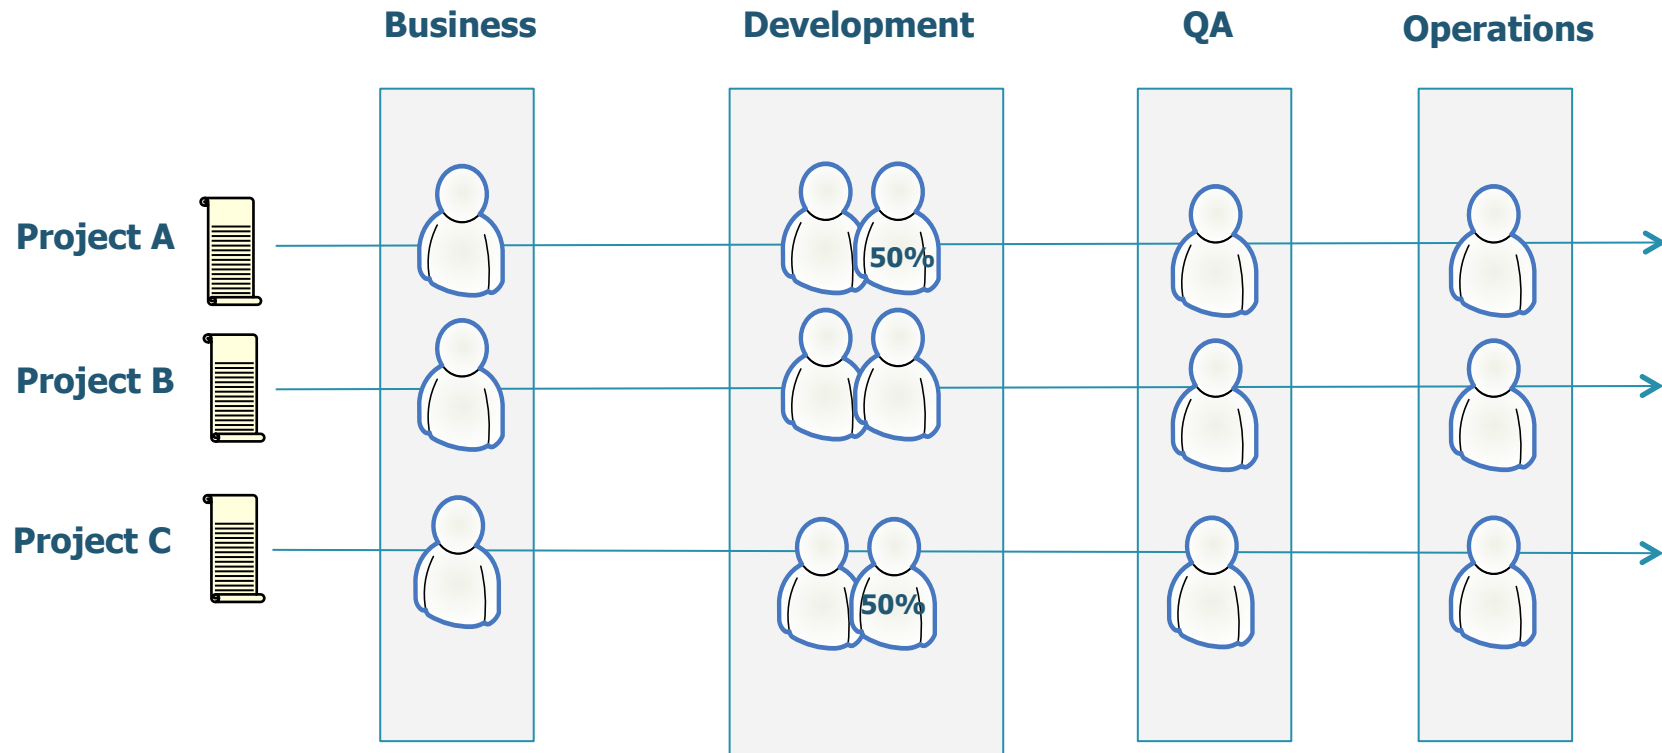 Business
Development
QA
Operations
Project A
50%
Project B
Project C
50%